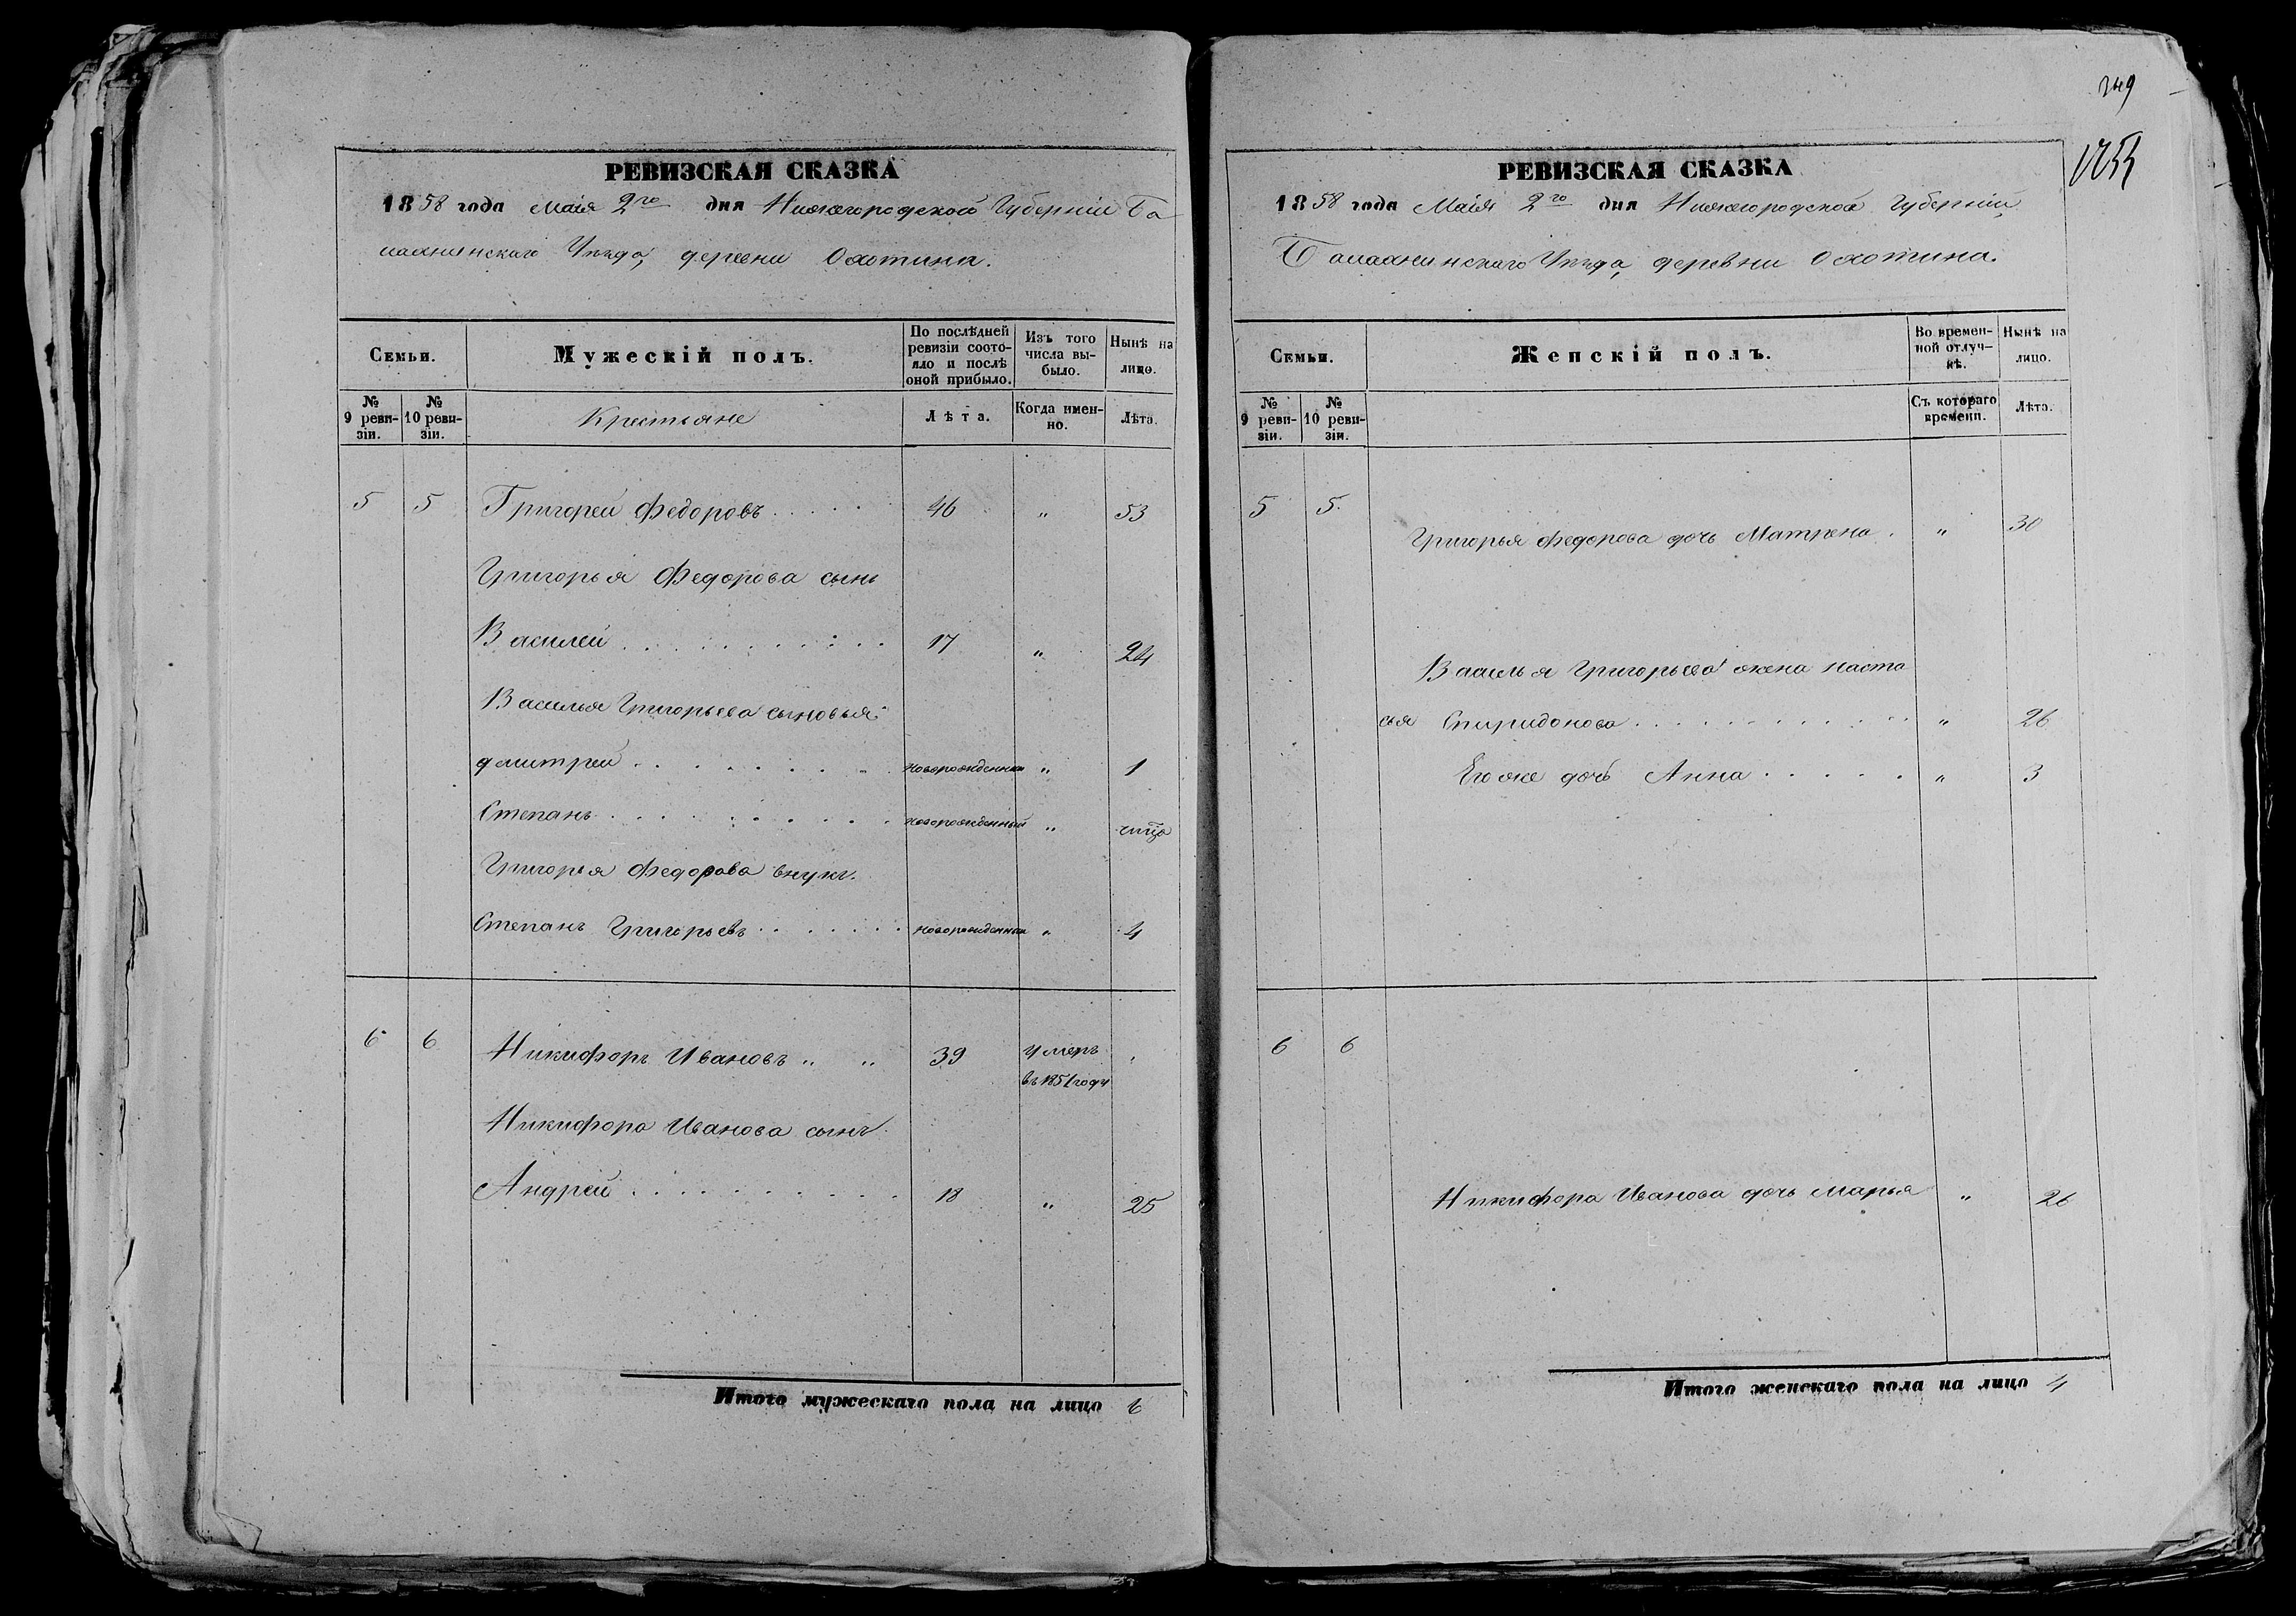 РЕВИЗСКАЯ СКАЗКА
1858 года Маія 2го дня Нижегородской Губерніи Ба
лахнинскаго Уѣзда, деревни Охотина.
Семьи.
Мужескій полъ.
По послѣдней ревизіи состояло и послѣ оной прибыло.
Изъ того числа выбыло.
Нынѣ на лицо.
№ 9 ревизіи.
№ 10 ревизіи.
Крестьяне
Лѣта.
Когда именно.
Лѣта.
5 5 Григорей Федоровъ . . . . . 46 " 53
Григорья Федорова сынъ
Василей . . . . . . . . . . 17 " 24
Василья Григорьева сыновья:
Дмитрей . . . . . . . . . новорожденный " 1
Степанъ . . . . . . . . . . новорожденный "
Григорья Федорова внукъ.
Степанъ Григорьевъ . . . . . . новорожденный " 4
6 6 Никифоръ Ивановъ " " 39 умеръ "
въ 1851 году
Никифора Иванова сынъ
Андрей . . . . . . . . . . 18 " 25
Итого мужескаго пола на лицо 6
349
РЕВИЗСКАЯ СКАЗКА
1858 года Маія 2го дня Нижегородской Губерніи,
Балахнинскаго Уѣзда, деревни Охотина.
Семьи.
Женскій полъ.
Во временной отлучкѣ.
Нынѣ на лицо.
№ 9 ревизіи.
№ 10 ревизіи.
Съ котораго времени.
Лѣта.
5 5.
Григорья Федорова дочь Матрена . " 30
Василья Григорьева жена Наста
сья Спиридонова . . . . . . . . . . " 26
Его же дочь Анна . . . . . " 3
6 6
Никифора Иванова дочь Марья " 26
Итого женскаго пола на лицо 4